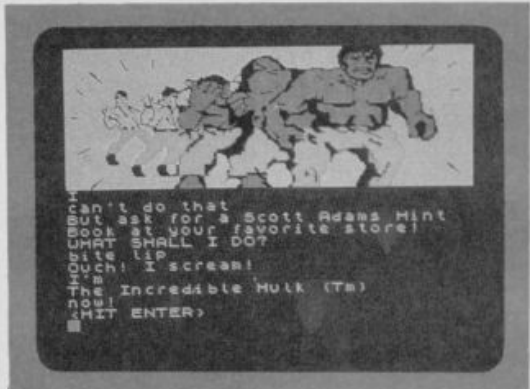 I
can't do that
But ask for a Scott Adams Hint
Book at your favorite store!
WHAT SHALL I DO?
bite lip
Ouch! I scream!
I'm
The Incredible Hulk (Tm)
now!
<HIT ENTER>